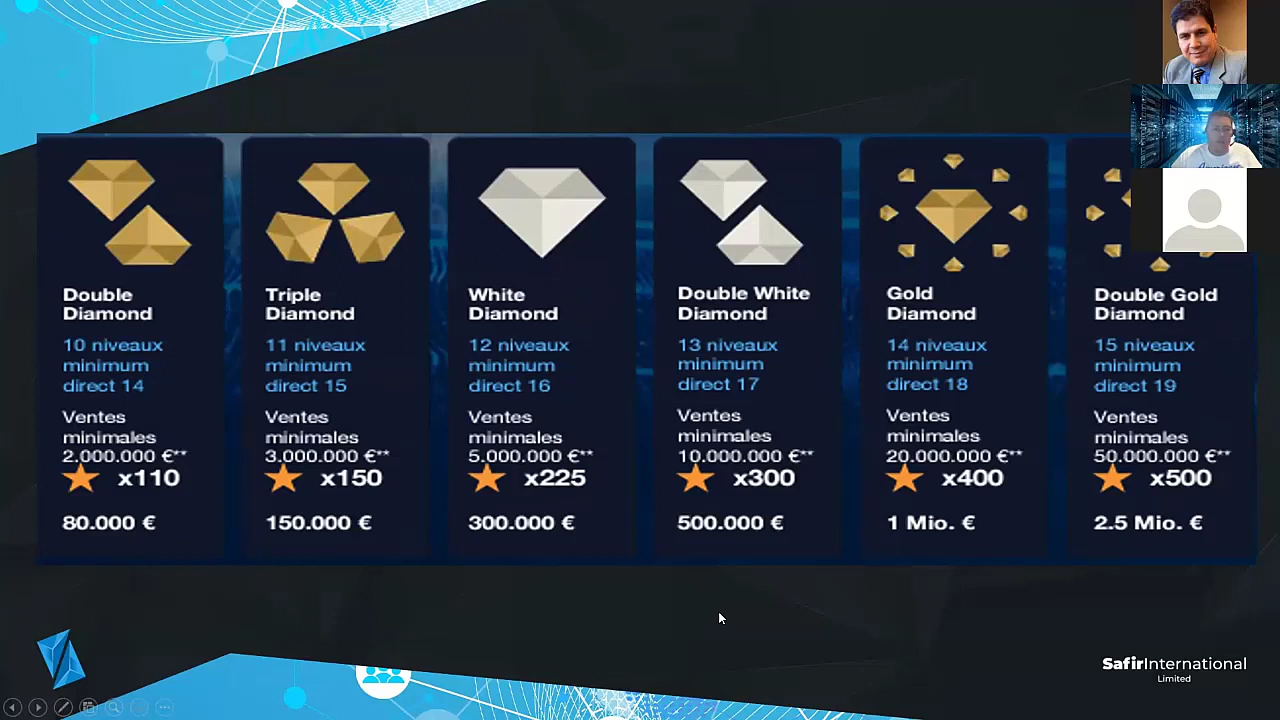 Double
Diamond
10 niveaux
minimum
direct 14
Ventes
minimales
2.000.000 €**
x110
80.000 €
Triple
Diamond
11 niveaux
minimum
direct 15
Ventes
minimales
3.000.000 €**
x150
150.000 €
White
Diamond
12 niveaux
minimum
direct 16
Ventes
minimales
5.000.000 €**
x225
300.000 €
Double White
Diamond
13 niveaux
minimum
direct 17
Ventes
minimales
10.000.000 €**
x300
500.000 €
Gold
Diamond
14 niveaux
minimum
direct 18
Ventes
minimales
20.000.000 €**
x400
1 Mio. €
Double Gold
Diamond
15 niveaux
minimum
direct 19
Ventes
minimales
50.000.000 €**
x500
2.5 Mio. €
SafirInternational
Limited